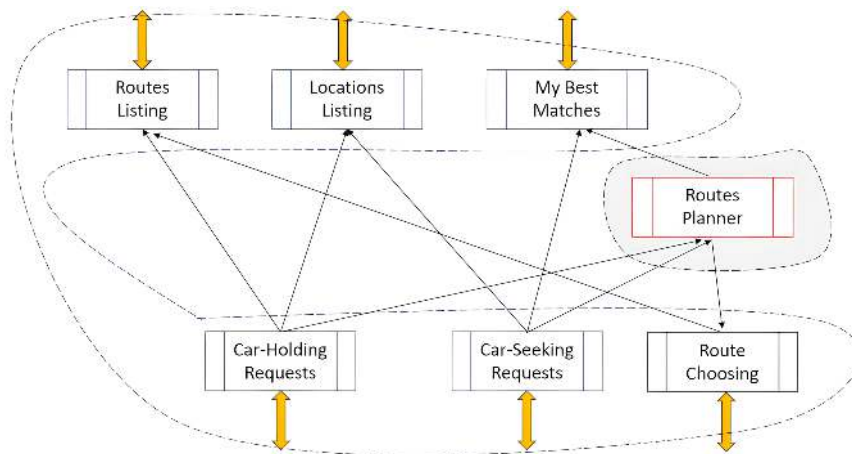 Routes
Listing
Locations
Listing
My Best
Matches
Routes
Planner
Car-Holding
Requests
Car-Seeking
Requests
Route
Choosing